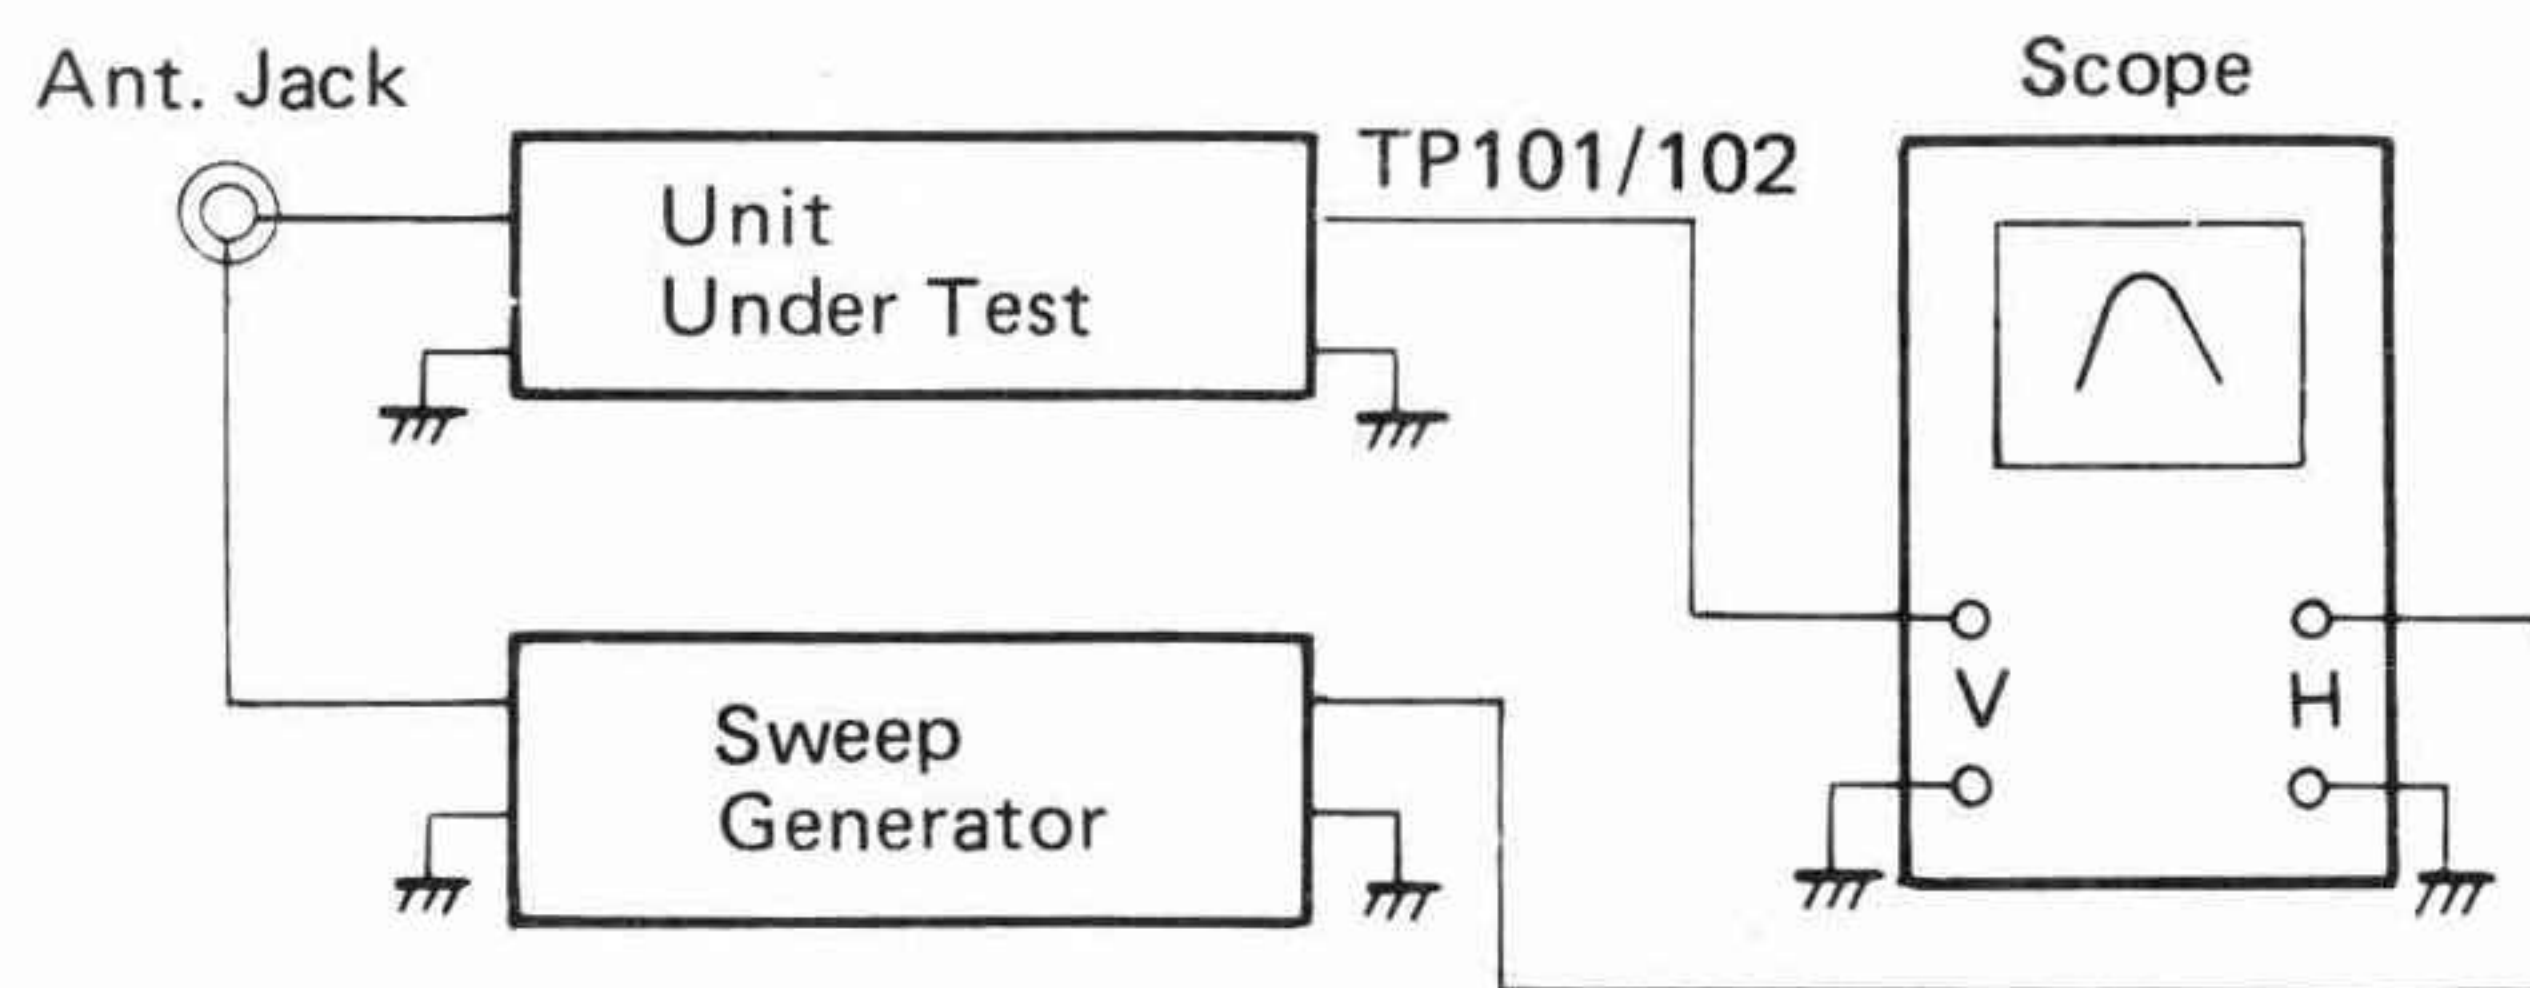 Ant. Jack
Scope
TP101/102
Unit
Under Test
V
H
Sweep
Generator